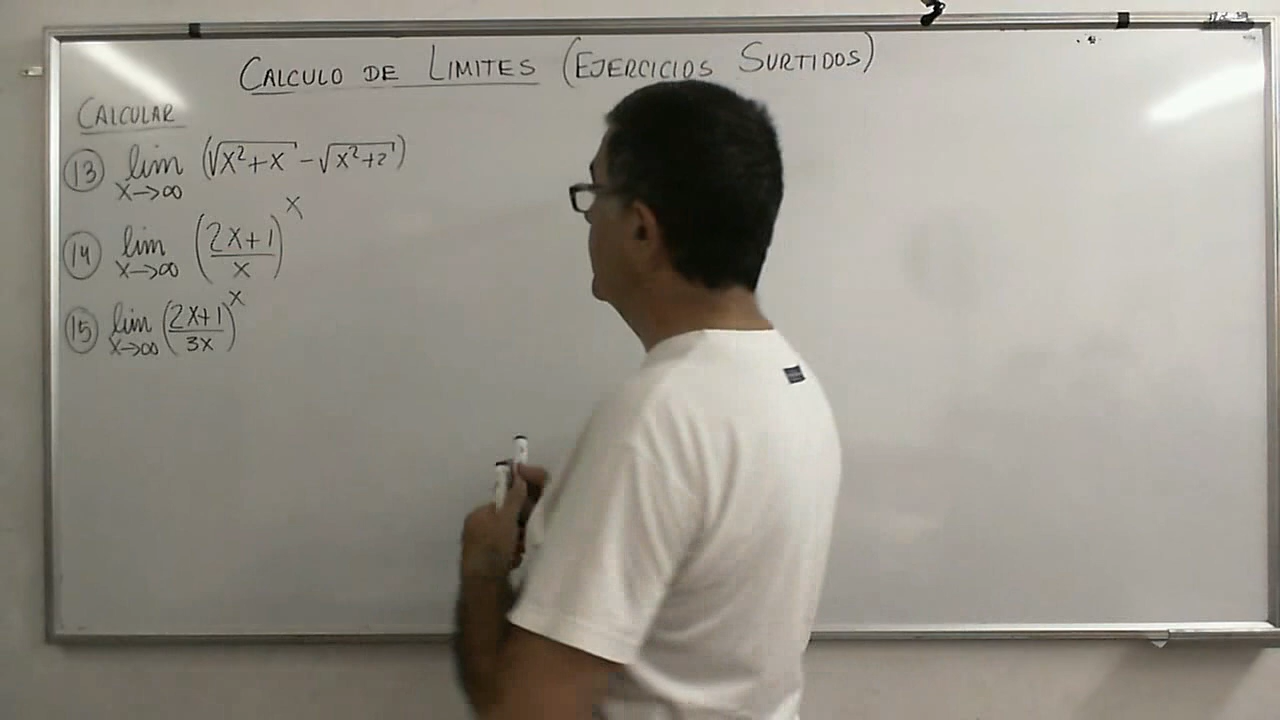 CALCULO DE LIMITES (EJERCICIOS SURTIDOS)
CALCULAR
13 lim x→∞ (√(x²+x) - √(x²+2))
14 lim x→∞ ((2x+1)/x)^x
15 lim x→∞ ((2x+1)/3x)^x